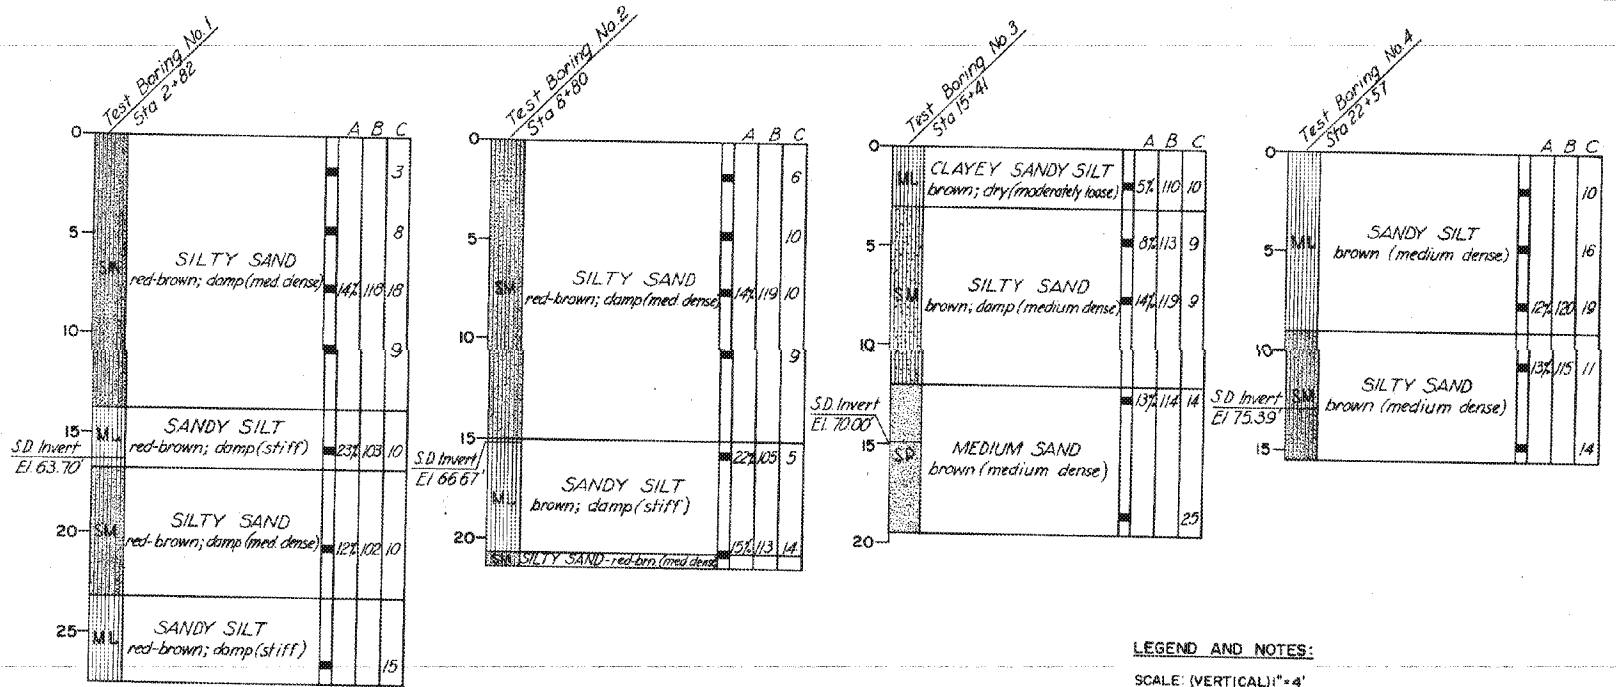 Test Boring No. 1
Sta 2+82
A B C
0
3
5
8
SM
SILTY SAND
red-brown; damp (med. dense)
14% 118 18
10
9
15
ML
SANDY SILT
red-brown; damp (stiff)
23% 103 10
S.D. Invert
El 63.70'
20
SM
SILTY SAND
red-brown; damp (med. dense)
12% 102 10
25
ML
SANDY SILT
red-brown; damp (stiff)
15
Test Boring No. 2
Sta 8+80
A B C
0
6
5
10
SM
SILTY SAND
red-brown; damp (med. dense)
14% 119 10
10
9
15
S.D. Invert
El 66.67'
22% 105 5
ML
SANDY SILT
brown; damp (stiff)
20
15% 113 14
SM SILTY SAND-red-brn. (med. dense)
Test Boring No. 3
Sta 15+41
A B C
0
ML
CLAYEY SANDY SILT
brown; dry (moderately loose)
5% 110 10
5
8% 113 9
SM
SILTY SAND
brown; damp (medium dense)
14% 119 9
10
13% 114 14
S.D. Invert
El. 70.00'
15
SP
MEDIUM SAND
brown (medium dense)
25
20
Test Boring No. 4
Sta 22+57
A B C
0
10
ML
SANDY SILT
brown (medium dense)
5
16
12% 120 19
10
13% 115 11
S.D. Invert
El 75.39'
SM
SILTY SAND
brown (medium dense)
15
14
LEGEND AND NOTES:
SCALE: (VERTICAL) 1"=4'